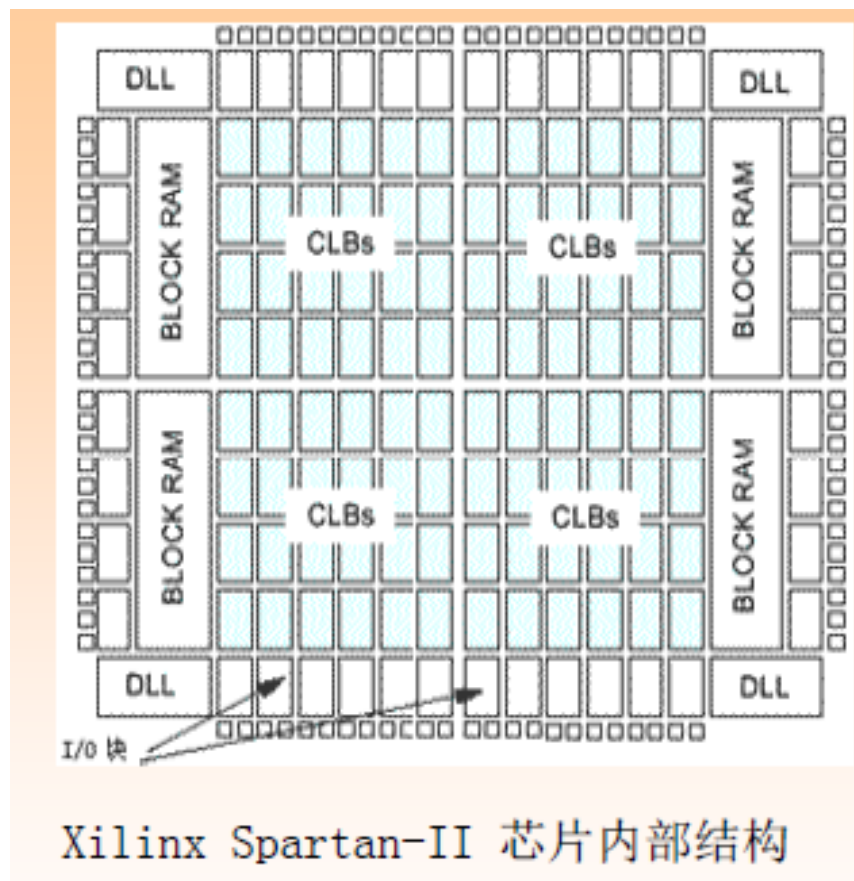 DLL
DLL
BLOCK RAM
CLBs
CLBs
BLOCK RAM
BLOCK RAM
CLBs
CLBs
BLOCK RAM
DLL
DLL
I/O 块
Xilinx Spartan-II 芯片内部结构